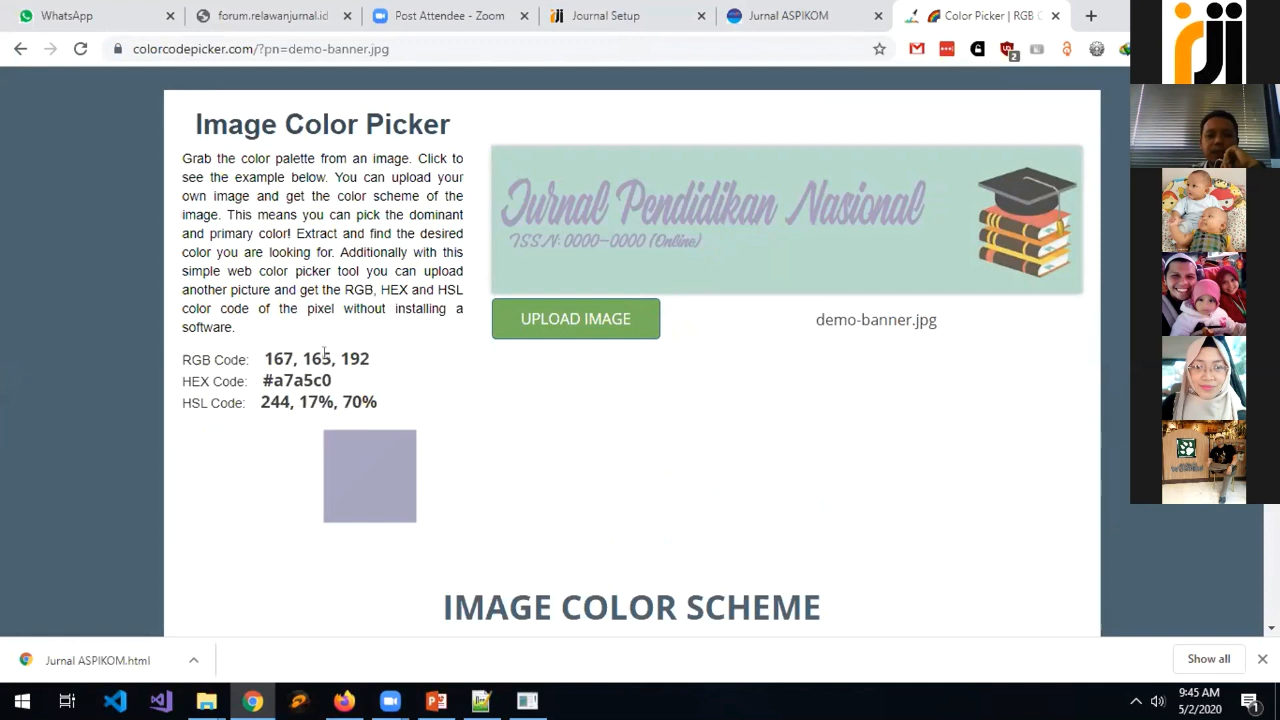 WhatsApp
forum.relawanjurnal.id
Post Attendee - Zoom
Journal Setup
Jurnal ASPIKOM
Color Picker | RGB C
colorcodepicker.com/?pn=demo-banner.jpg
2
rji
Image Color Picker
Grab the color palette from an image. Click to
see the example below. You can upload your
own image and get the color scheme of the
image. This means you can pick the dominant
and primary color! Extract and find the desired
color you are looking for. Additionally with this
simple web color picker tool you can upload
another picture and get the RGB, HEX and HSL
color code of the pixel without installing a
software.
Jurnal Pendidikan Nasional
ISSN: 0000-0000 (Online)
UPLOAD IMAGE
demo-banner.jpg
RGB Code: 167, 165, 192
HEX Code: #a7a5c0
HSL Code: 244, 17%, 70%
IMAGE COLOR SCHEME
Jurnal ASPIKOM.html
Show all
9:45 AM
5/2/2020
1